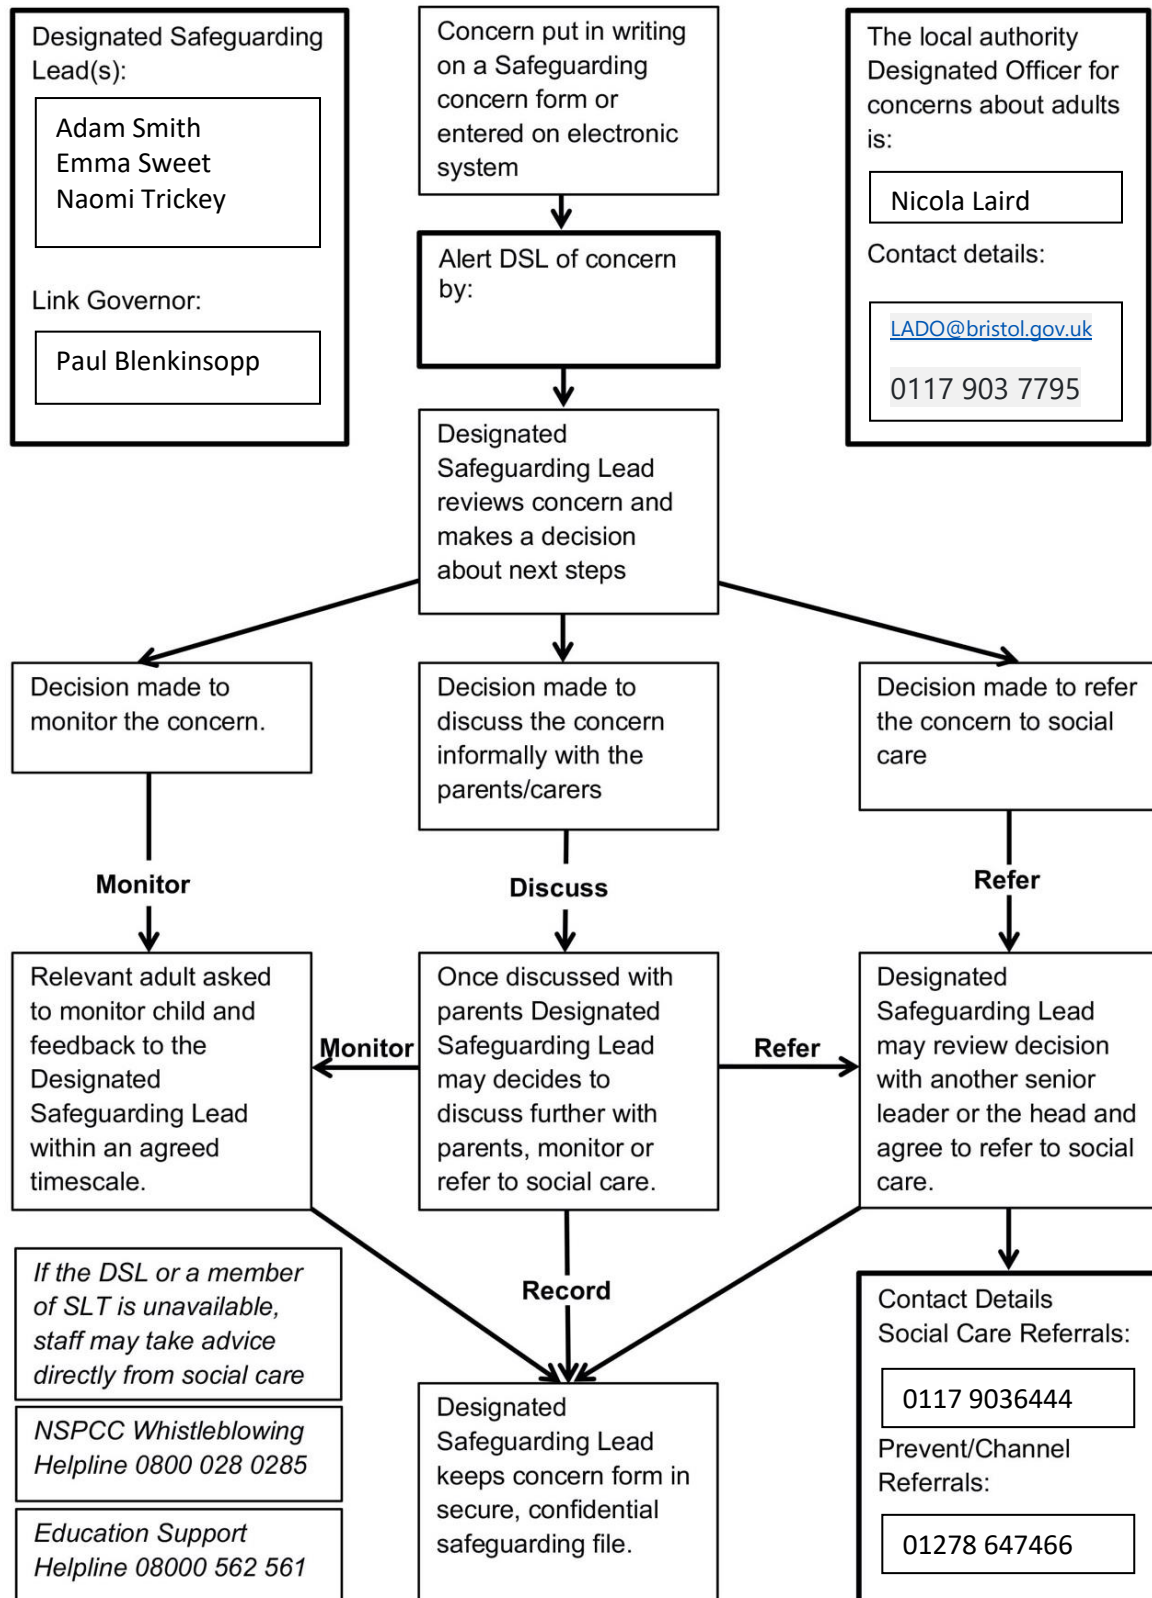 Designated Safeguarding
Lead(s):
Adam Smith
Emma Sweet
Naomi Trickey
Link Governor:
Paul Blenkinsopp
Concern put in writing
on a Safeguarding
concern form or
entered on electronic
system
The local authority
Designated Officer for
concerns about adults
is:
Nicola Laird
Contact details:
LADO@bristol.gov.uk
0117 903 7795
Alert DSL of concern
by:
Designated
Safeguarding Lead
reviews concern and
makes a decision
about next steps
Decision made to
monitor the concern.
Decision made to
discuss the concern
informally with the
parents/carers
Decision made to refer
the concern to social
care
Monitor
Discuss
Refer
Relevant adult asked
to monitor child and
feedback to the
Designated
Safeguarding Lead
within an agreed
timescale.
Monitor
Once discussed with
parents Designated
Safeguarding Lead
may decides to
discuss further with
parents, monitor or
refer to social care.
Refer
Designated
Safeguarding Lead
may review decision
with another senior
leader or the head and
agree to refer to social
care.
Record
If the DSL or a member
of SLT is unavailable,
staff may take advice
directly from social care
NSPCC Whistleblowing
Helpline 0800 028 0285
Education Support
Helpline 08000 562 561
Designated
Safeguarding Lead
keeps concern form in
secure, confidential
safeguarding file.
Contact Details
Social Care Referrals:
0117 9036444
Prevent/Channel
Referrals:
01278 647466